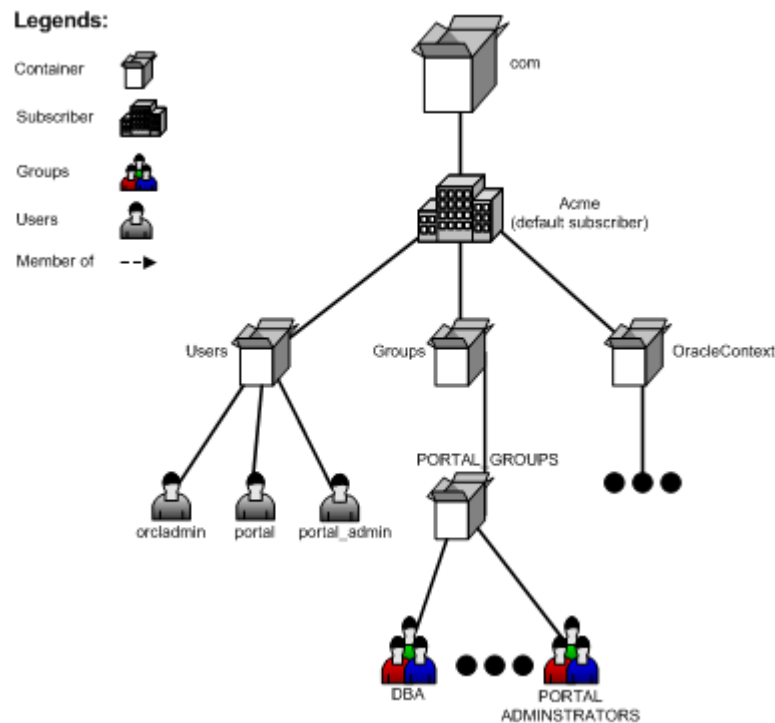 Legends:
Container
Subscriber
Groups
Users
Member of
com
Acme
(default subscriber)
Users
Groups
OracleContext
PORTAL_GROUPS
orcladmin
portal
portal_admin
DBA
PORTAL
ADMINSTRATORS